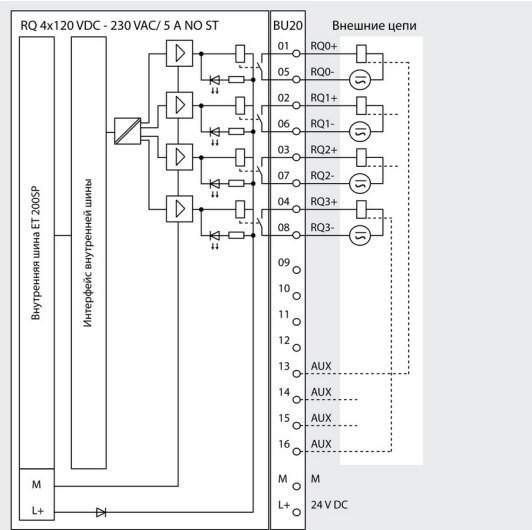 RQ 4x120 VDC - 230 VAC/ 5 A NO ST
BU20
Внешние цепи
Внутренняя шина ET 200SP
Интерфейс внутренней шины
01 RQ0+
05 RQ0-
02 RQ1+
06 RQ1-
03 RQ2+
07 RQ2-
04 RQ3+
08 RQ3-
09
10
11
12
13 AUX
14 AUX
15 AUX
16 AUX
M M M
L+ L+ 24 V DC